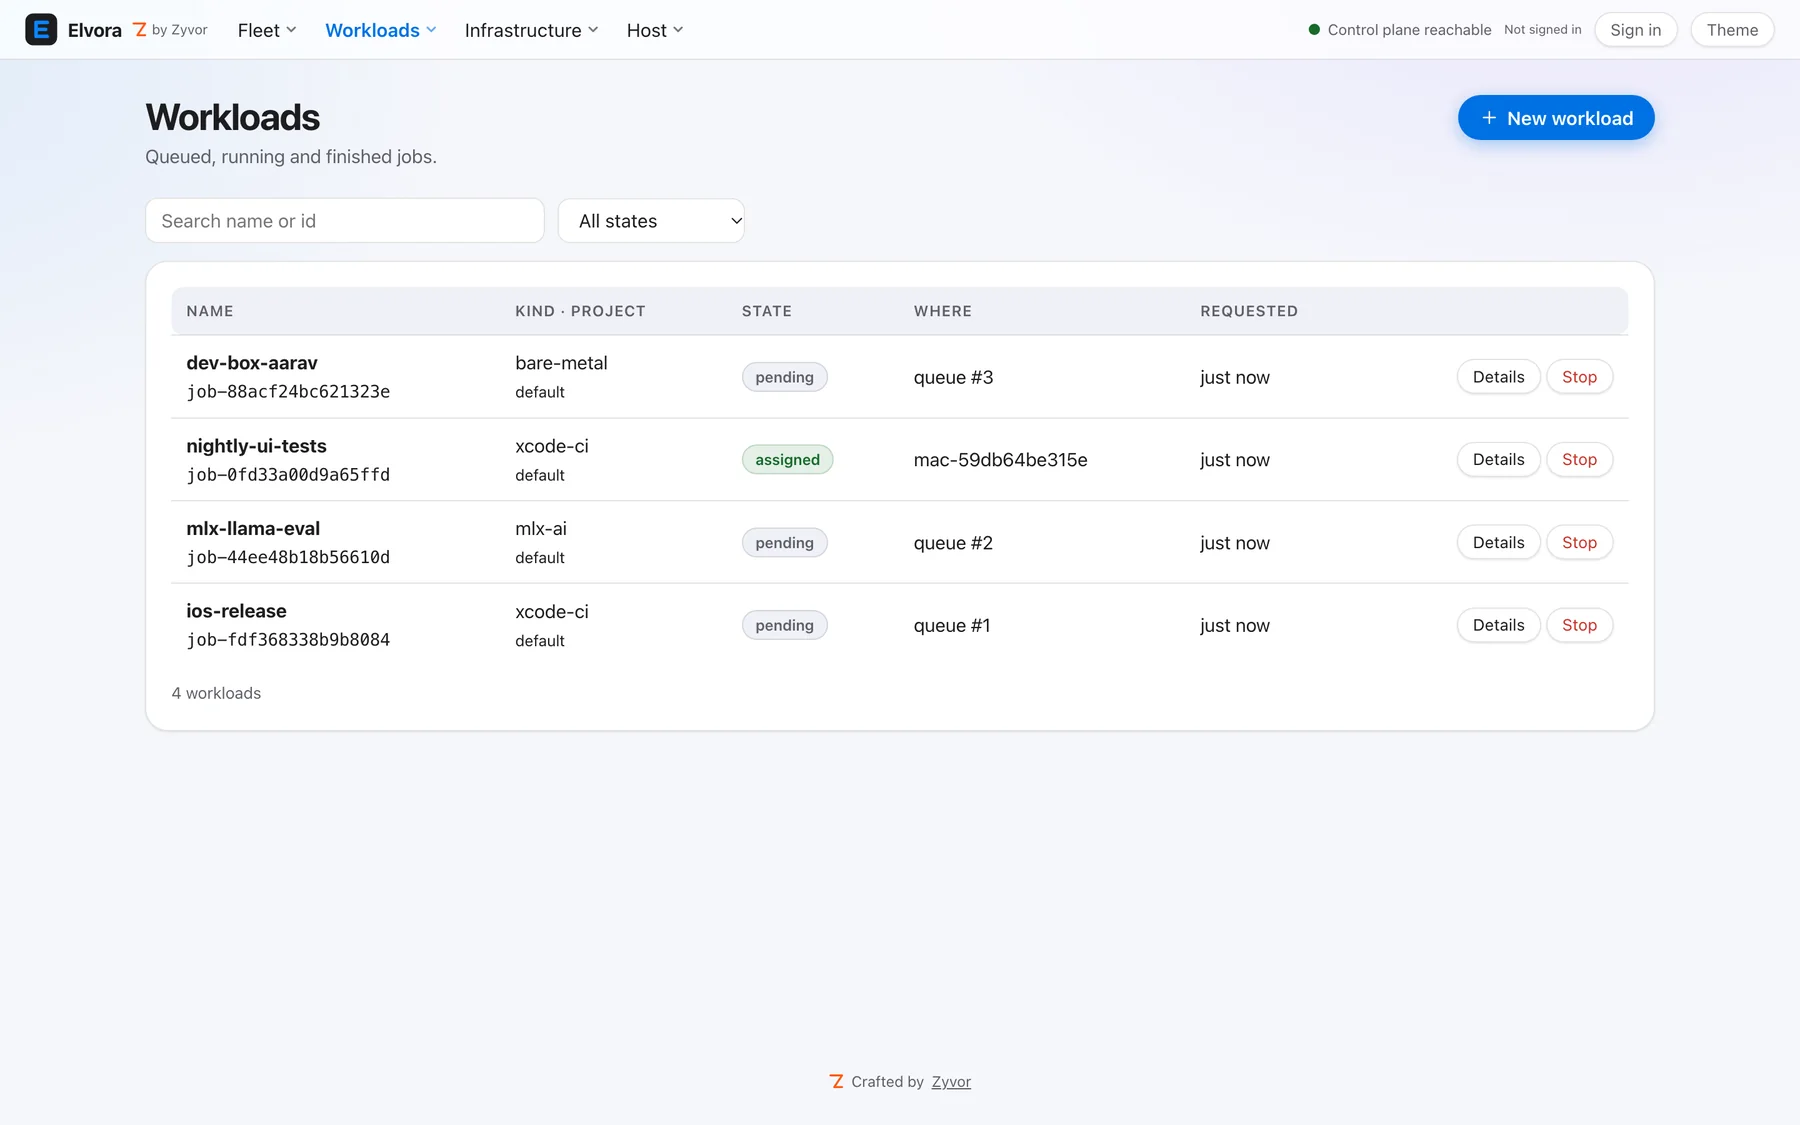 E Elvora Z by Zyvor Fleet Workloads Infrastructure Host Control plane reachable Not signed in Sign in Theme
Workloads
+ New workload
Queued, running and finished jobs.
Search name or id All states
NAME KIND · PROJECT STATE WHERE REQUESTED
dev-box-aarav bare-metal pending queue #3 just now Details Stop
job-88acf24bc621323e default
nightly-ui-tests xcode-ci assigned mac-59db64be315e just now Details Stop
job-0fd33a00d9a65ffd default
mlx-llama-eval mlx-ai pending queue #2 just now Details Stop
job-44ee48b18b56610d default
ios-release xcode-ci pending queue #1 just now Details Stop
job-fdf368338b9b8084 default
4 workloads
Z Crafted by Zyvor